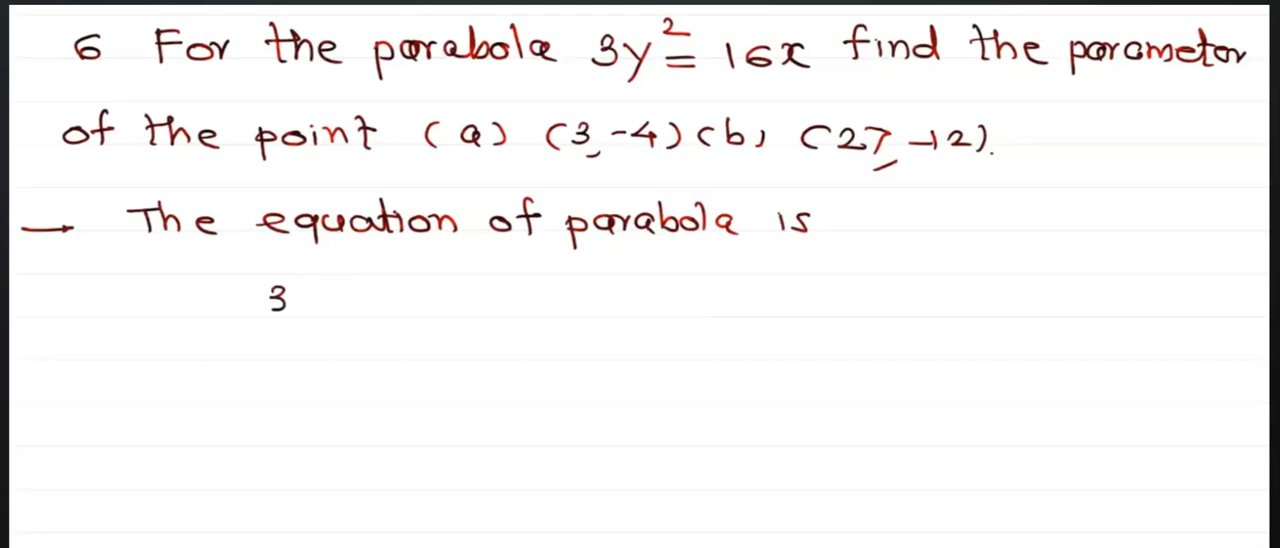 6 For the parabola 3y² = 16x find the parameter
of the point (a) (3,-4) (b) (27,-12).
→ The equation of parabola is
3